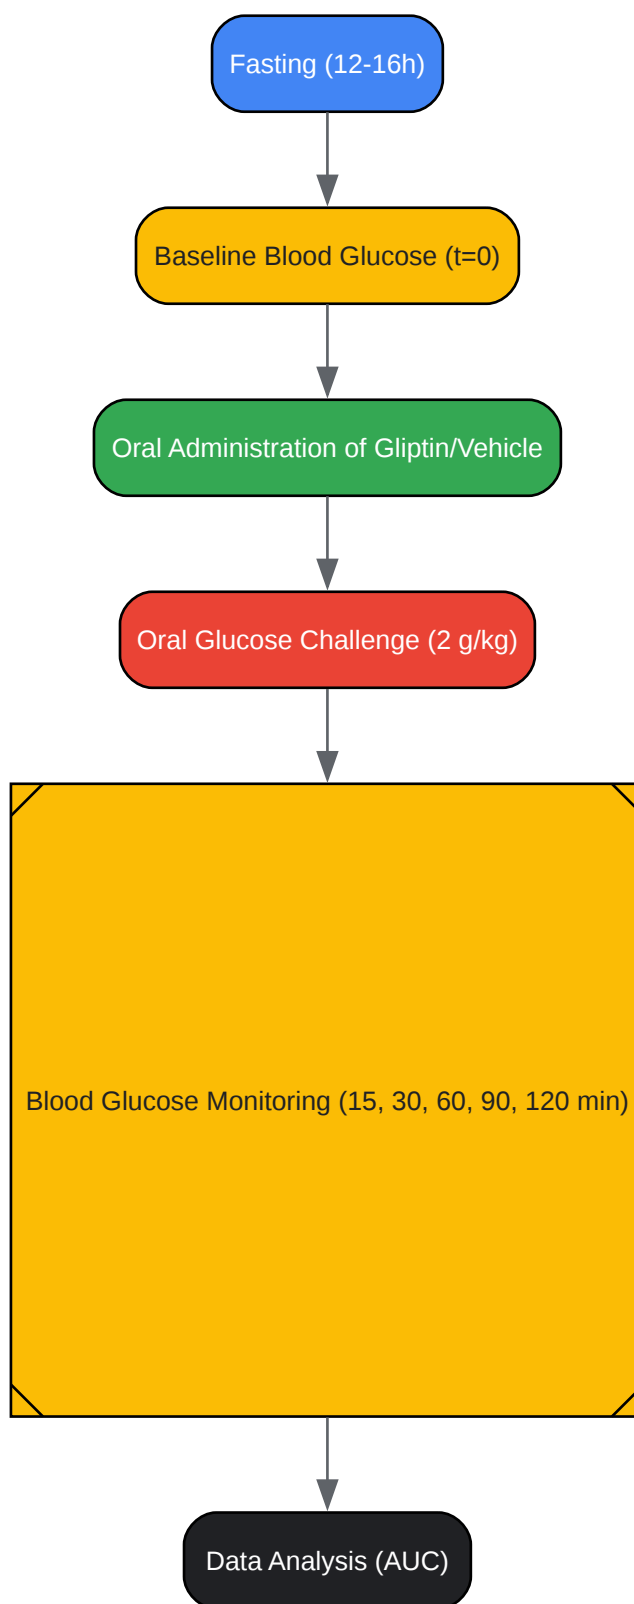 Fasting (12-16h)
Baseline Blood Glucose (t=0)
Oral Administration of Gliptin/Vehicle
Oral Glucose Challenge (2 g/kg)
Blood Glucose Monitoring (15, 30, 60, 90, 120 min)
Data Analysis (AUC)